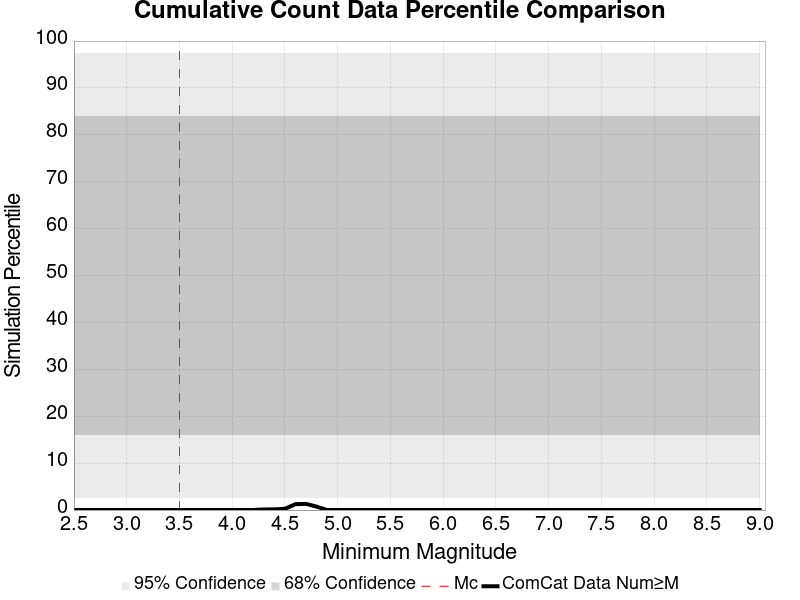 Cumulative Count Data Percentile Comparison
100
90
80
70
60
50
40
30
20
10
0
Simulation Percentile
2.5 3.0 3.5 4.0 4.5 5.0 5.5 6.0 6.5 7.0 7.5 8.0 8.5 9.0
Minimum Magnitude
95% Confidence 68% Confidence Mc ComCat Data Num≥M